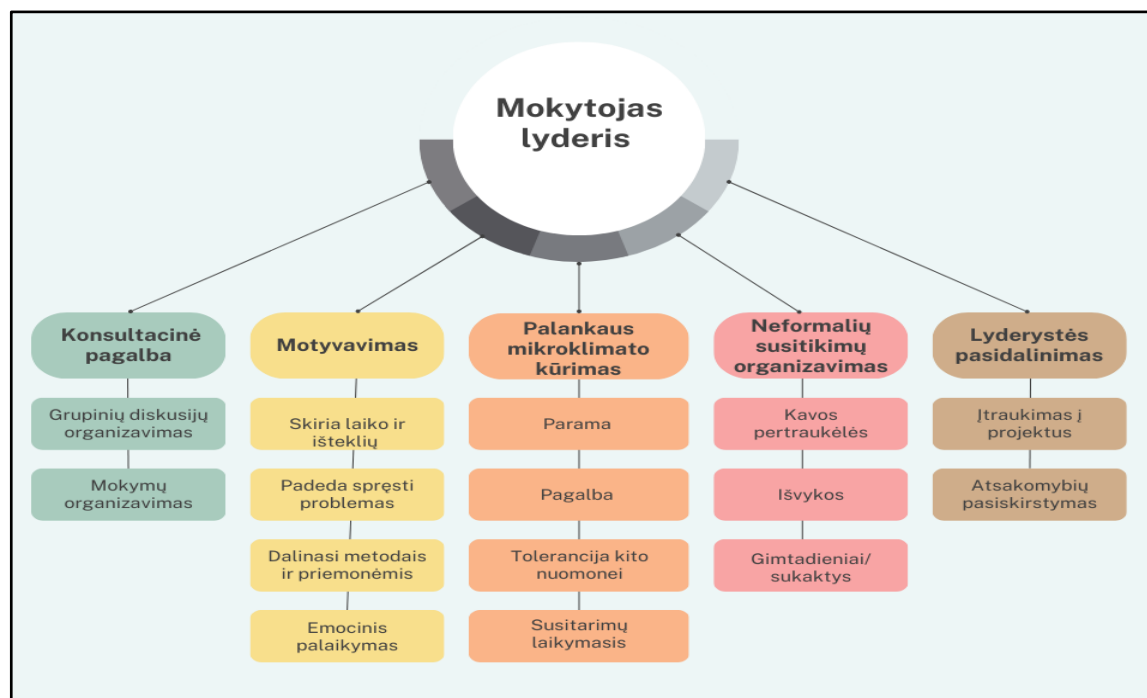 Mokytojas
lyderis
Konsultacinė
pagalba
Grupinių diskusijų
organizavimas
Mokymų
organizavimas
Motyvavimas
Skiria laiko ir
išteklių
Padeda spręsti
problemas
Dalinasi metodais
ir priemonėmis
Emocinis
palaikymas
Palankaus
mikroklimato
kūrimas
Parama
Pagalba
Tolerancija kito
nuomonei
Susitarimų
laikymasis
Neformalių
susitikimų
organizavimas
Kavos
pertraukėlės
Išvykos
Gimtadieniai/
sukaktys
Lyderystės
pasidalinimas
Įtraukimas į
projektus
Atsakomybių
pasiskirstymas